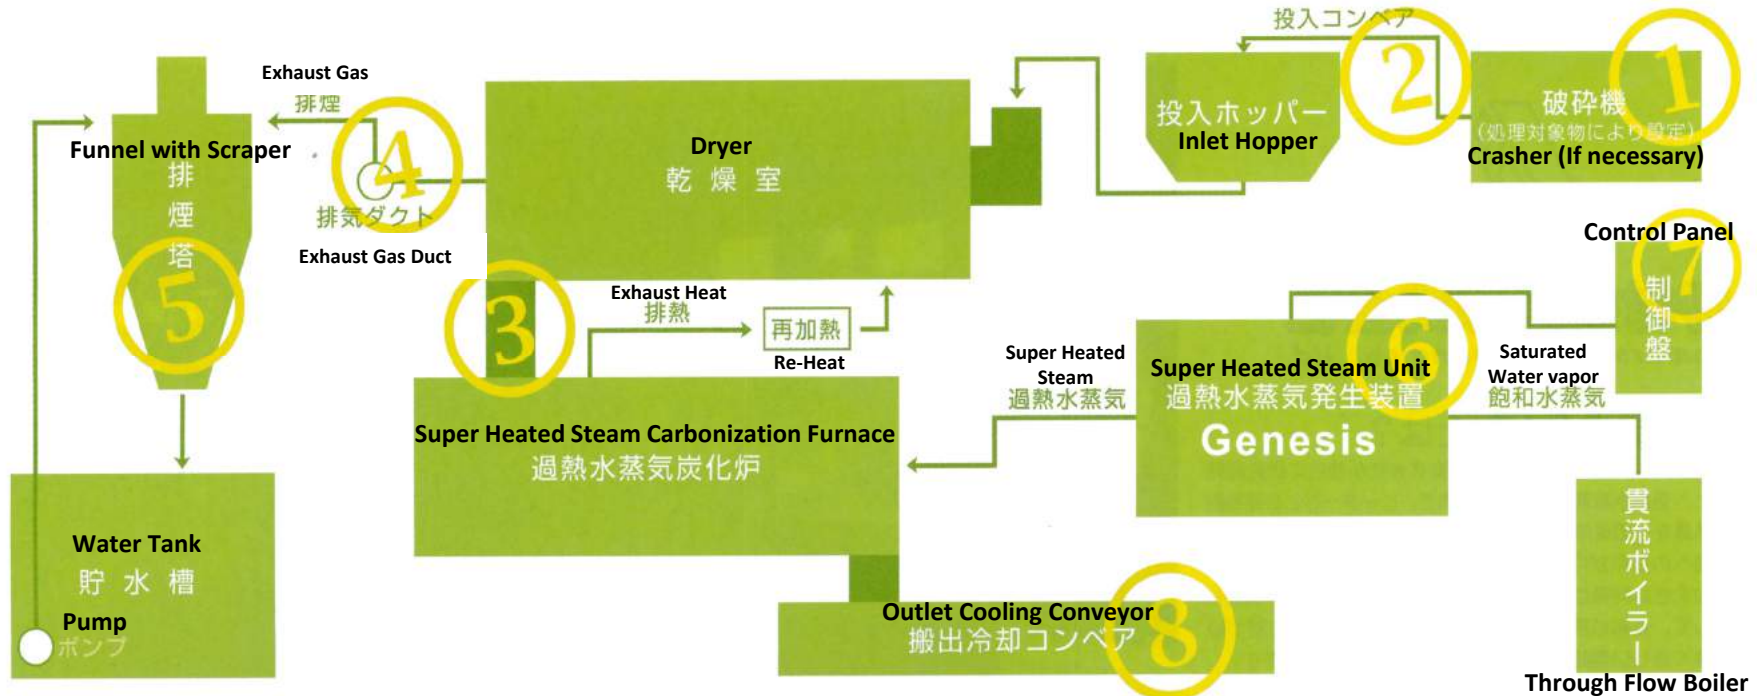 投入コンベア
1
2
破砕機
(処理対象物により設定)
Crasher (If necessary)
投入ホッパー
Inlet Hopper
Dryer
乾燥室
Exhaust Gas
排煙
4
排気ダクト
Exhaust Gas Duct
Funnel with Scraper
排煙塔
5
3
Exhaust Heat
排熱
再加熱
Re-Heat
Control Panel
7
制御盤
6
Super Heated
Steam
過熱水蒸気
Super Heated Steam Unit
過熱水蒸気発生装置
Genesis
Saturated
Water vapor
飽和水蒸気
Super Heated Steam Carbonization Furnace
過熱水蒸気炭化炉
Water Tank
貯水槽
Pump
ポンプ
Outlet Cooling Conveyor
搬出冷却コンベア
8
貫流ボイラー
Through Flow Boiler